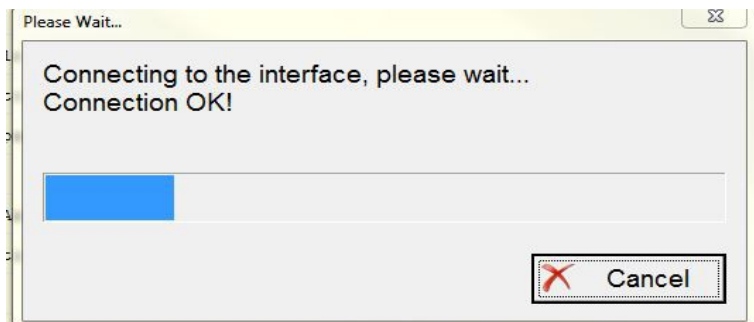 Please Wait...
Connecting to the interface, please wait...
Connection OK!
Cancel